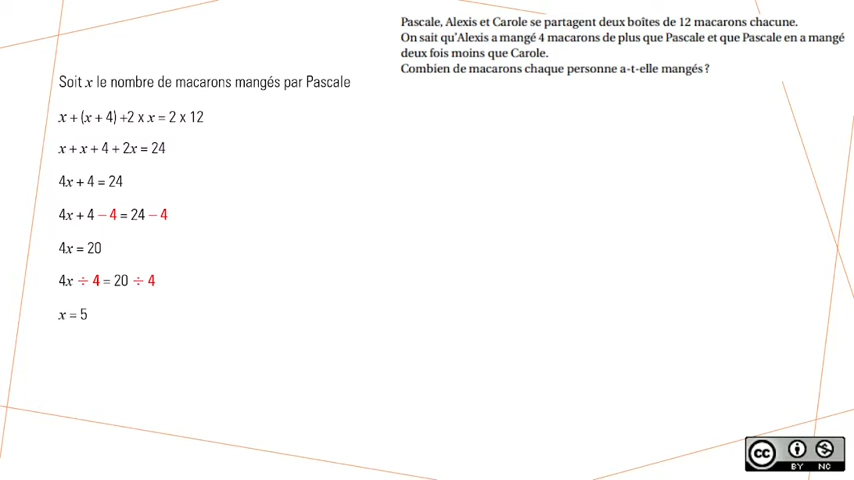 Pascale, Alexis et Carole se partagent deux boîtes de 12 macarons chacune.
On sait qu'Alexis a mangé 4 macarons de plus que Pascale et que Pascale en a mangé
deux fois moins que Carole.
Combien de macarons chaque personne a-t-elle mangés ?
Soit x le nombre de macarons mangés par Pascale
x + (x + 4) +2 x x = 2 x 12
x + x + 4 + 2x = 24
4x + 4 = 24
4x + 4 − 4 = 24 − 4
4x = 20
4x ÷ 4 = 20 ÷ 4
x = 5
cc
BY NC